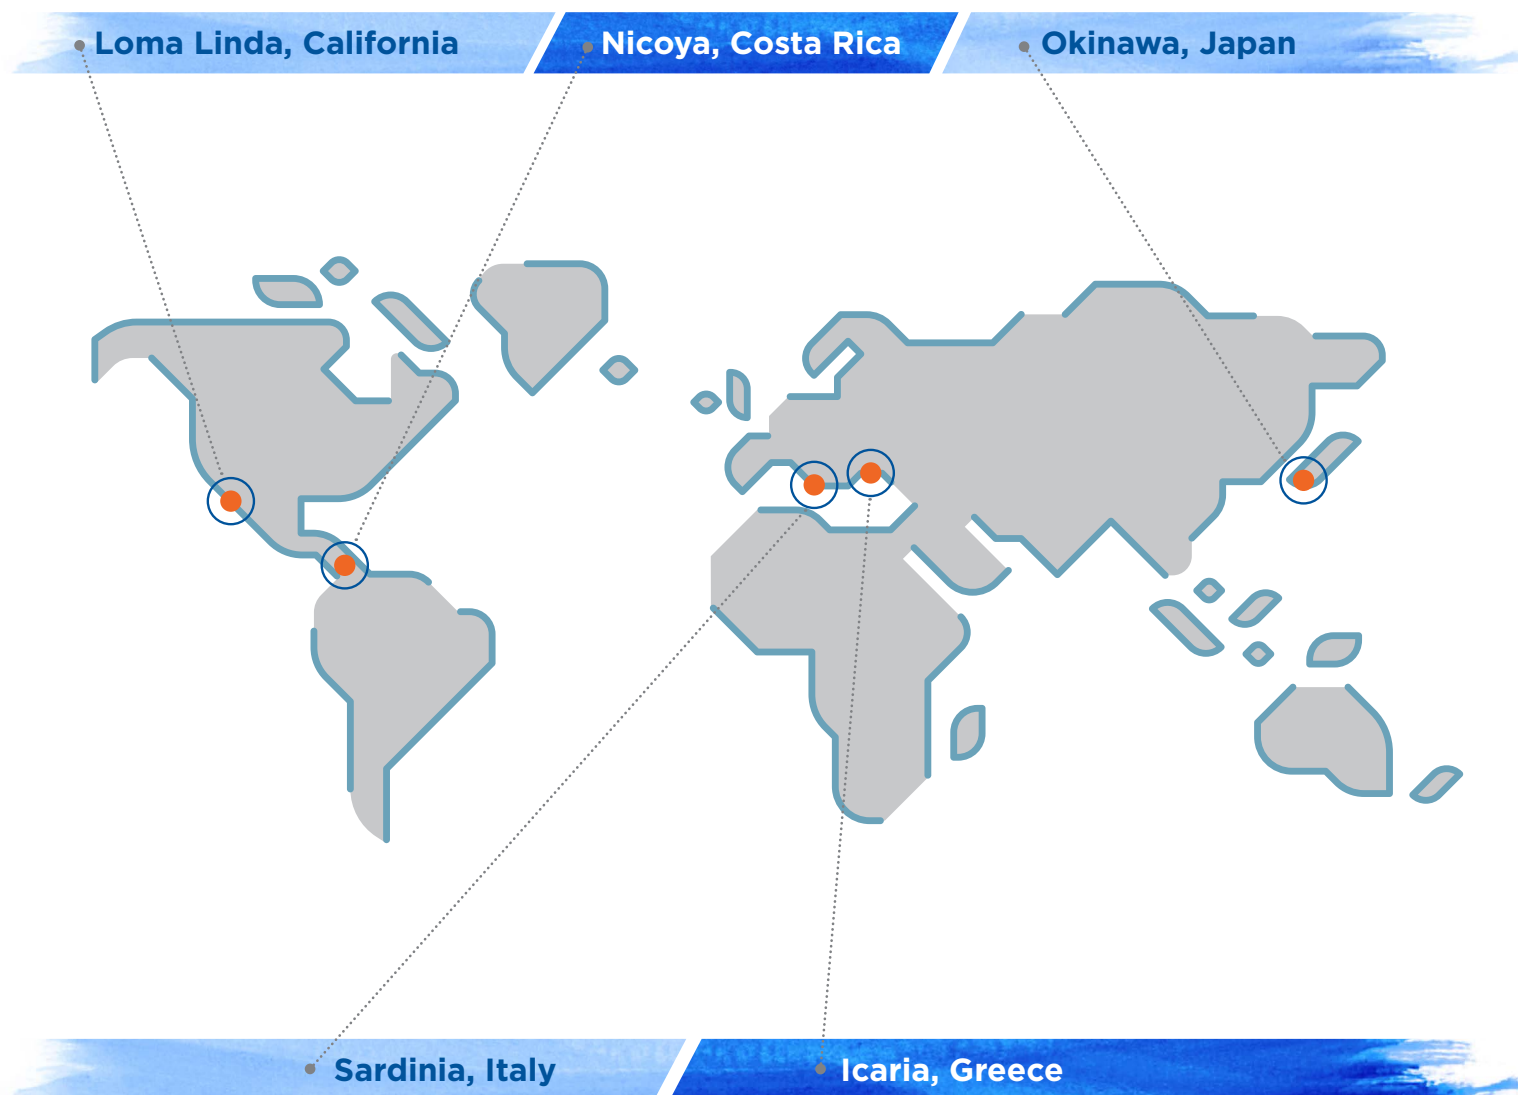 Loma Linda, California
Nicoya, Costa Rica
Okinawa, Japan
Sardinia, Italy
Icaria, Greece